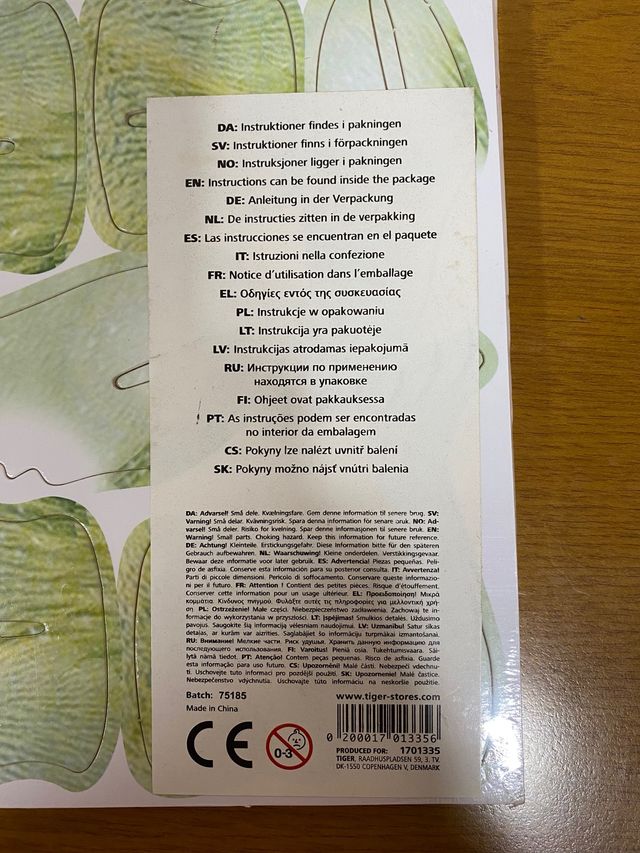 DA: Instruktioner findes i pakningen
SV: Instruktioner finns i förpackningen
NO: Instruksjoner ligger i pakningen
EN: Instructions can be found inside the package
DE: Anleitung in der Verpackung
NL: De instructies zitten in de verpakking
ES: Las instrucciones se encuentran en el paquete
IT: Istruzioni nella confezione
FR: Notice d'utilisation dans l'emballage
EL: Οδηγίες εντός της συσκευασίας
PL: Instrukcje w opakowaniu
LT: Instrukcija yra pakuotėje
LV: Instrukcijas atrodamas iepakojumā
RU: Инструкции по применению
находятся в упаковке
FI: Ohjeet ovat pakkauksessa
PT: As instruções podem ser encontradas
no interior da embalagem
CS: Pokyny lze nalézt uvnitř balení
SK: Pokyny možno nájsť vnútri balenia
DA: Advarsel! Små dele. Kvælningsfare. Gem denne information til senere brug. SV:
Varning! Små delar. Kvävningsrisk. Spara denna information för senare bruk. NO: Ad-
varsel! Små deler. Risiko for kvelning. Spar denne informasjonen til senere bruk. EN:
Warning! Small parts. Choking hazard. Keep this information for future reference.
DE: Achtung! Kleinteile. Erstickungsgefahr. Diese Information bitte für den späteren
Gebrauch aufbewahren. NL: Waarschuwing! Kleine onderdelen. Verstikkingsgevaar.
Bewaar deze informatie voor later gebruik. ES: Advertencia! Piezas pequeñas. Peli-
gro de asfixia. Conserve esta información para su posterior consulta. IT: Avvertenza!
Parti di piccole dimensioni. Pericolo di soffocamento. Conservare queste informazio-
ni per il futuro. FR: Attention ! Contient des petites pièces. Risque d'étouffement.
Conserver cette information pour une utilisation ultérieure. EL: Προειδοποίηση! Μικρά
κομμάτια. Κίνδυνος πνιγμού. Φυλάξτε αυτές τις πληροφορίες για μελλοντική χρή-
ση. PL: Ostrzeżenie! Małe części. Niebezpieczeństwo zadławienia. Zachowaj te in-
formacje do wykorzystania w przyszłości. LT: Įspėjimas! Smulkios detalės. Uždusimo
pavojus. Saugokite šią informaciją vėlesniam naudojimui. LV: Uzmanību! Satur sīkas
detaļas, ar kurām var aizrīties. Saglabājiet šo informāciju turpmākai izmantošanai.
RU: Внимание! Мелкие части. Риск удушья. Хранить данную информацию для
последующего использования. FI: Varoitus! Pieniä osia. Tukehtumisvaara. Säi-
lytä nämä tiedot. PT: Atenção! Contém peças pequenas. Risco de asfixia. Guarde
esta informação para uso futuro. CS: Upozornění! Malé části. Nebezpečí vdechnu-
ti. Uschovejte tuto informaci pro pozdější použití. SK: Upozornenie! Malé častice.
Nebezpečenstvo vdýchnutia. Uschovajte túto informáciu na neskoršie použitie.
Batch: 75185 www.tiger-stores.com
Made in China
CE 0-3 0 200017 013356
PRODUCED FOR: 1701335
TIGER, RAADHUSPLADSEN 59, 3. TV.
DK-1550 COPENHAGEN V, DENMARK